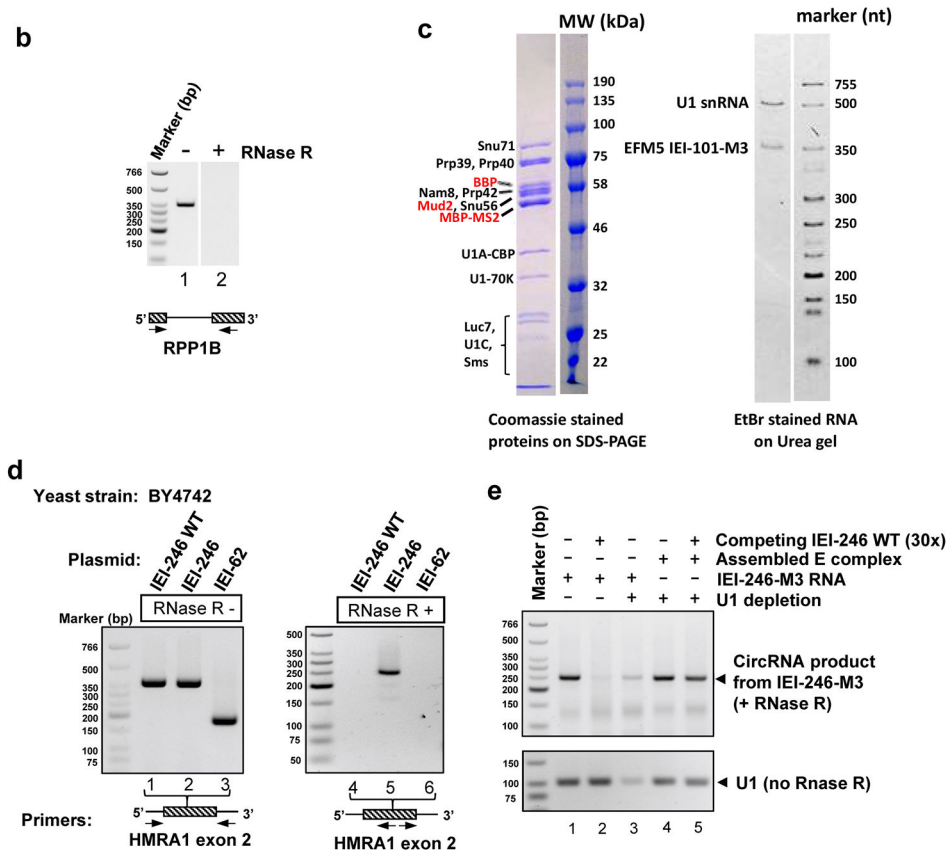 b
Marker (bp)
- + RNase R
766
500
350
300
250
200
150
1 2
5' 3'
RPP1B
c
MW (kDa)
marker (nt)
190
135
100
75
58
46
32
25
22
Snu71
Prp39, Prp40
BBP
Nam8, Prp42
Mud2, Snu56
MBP-MS2
U1A-CBP
U1-70K
Luc7,
U1C,
Sms
Coomassie stained
proteins on SDS-PAGE
U1 snRNA
EFM5 IEI-101-M3
755
500
350
300
250
200
150
100
EtBr stained RNA
on Urea gel
d
Yeast strain: BY4742
Plasmid:
IEI-246 WT
IEI-246
IEI-62
RNase R -
Marker (bp)
766
500
350
300
250
200
150
100
75
1 2 3
Primers:
5' 3'
HMRA1 exon 2
IEI-246 WT
IEI-246
IEI-62
RNase R +
500
350
300
250
200
150
100
75
50
4 5 6
5' 3'
HMRA1 exon 2
e
Marker (bp)
- + - - + Competing IEI-246 WT (30x)
- - - + + Assembled E complex
+ + + - - IEI-246-M3 RNA
- - + + + U1 depletion
766
500
350
300
250
200
150
100
CircRNA product
from IEI-246-M3
(+ RNase R)
150
100
75
U1 (no Rnase R)
1 2 3 4 5